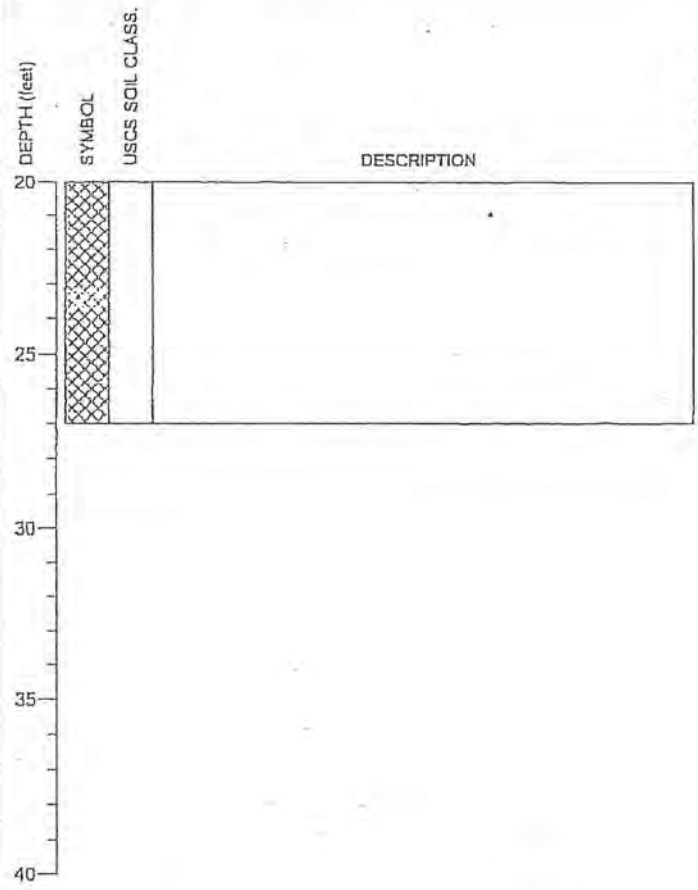 DEPTH (feet)
SYMBOL
USCS SOIL CLASS.
DESCRIPTION
20
25
30
35
40